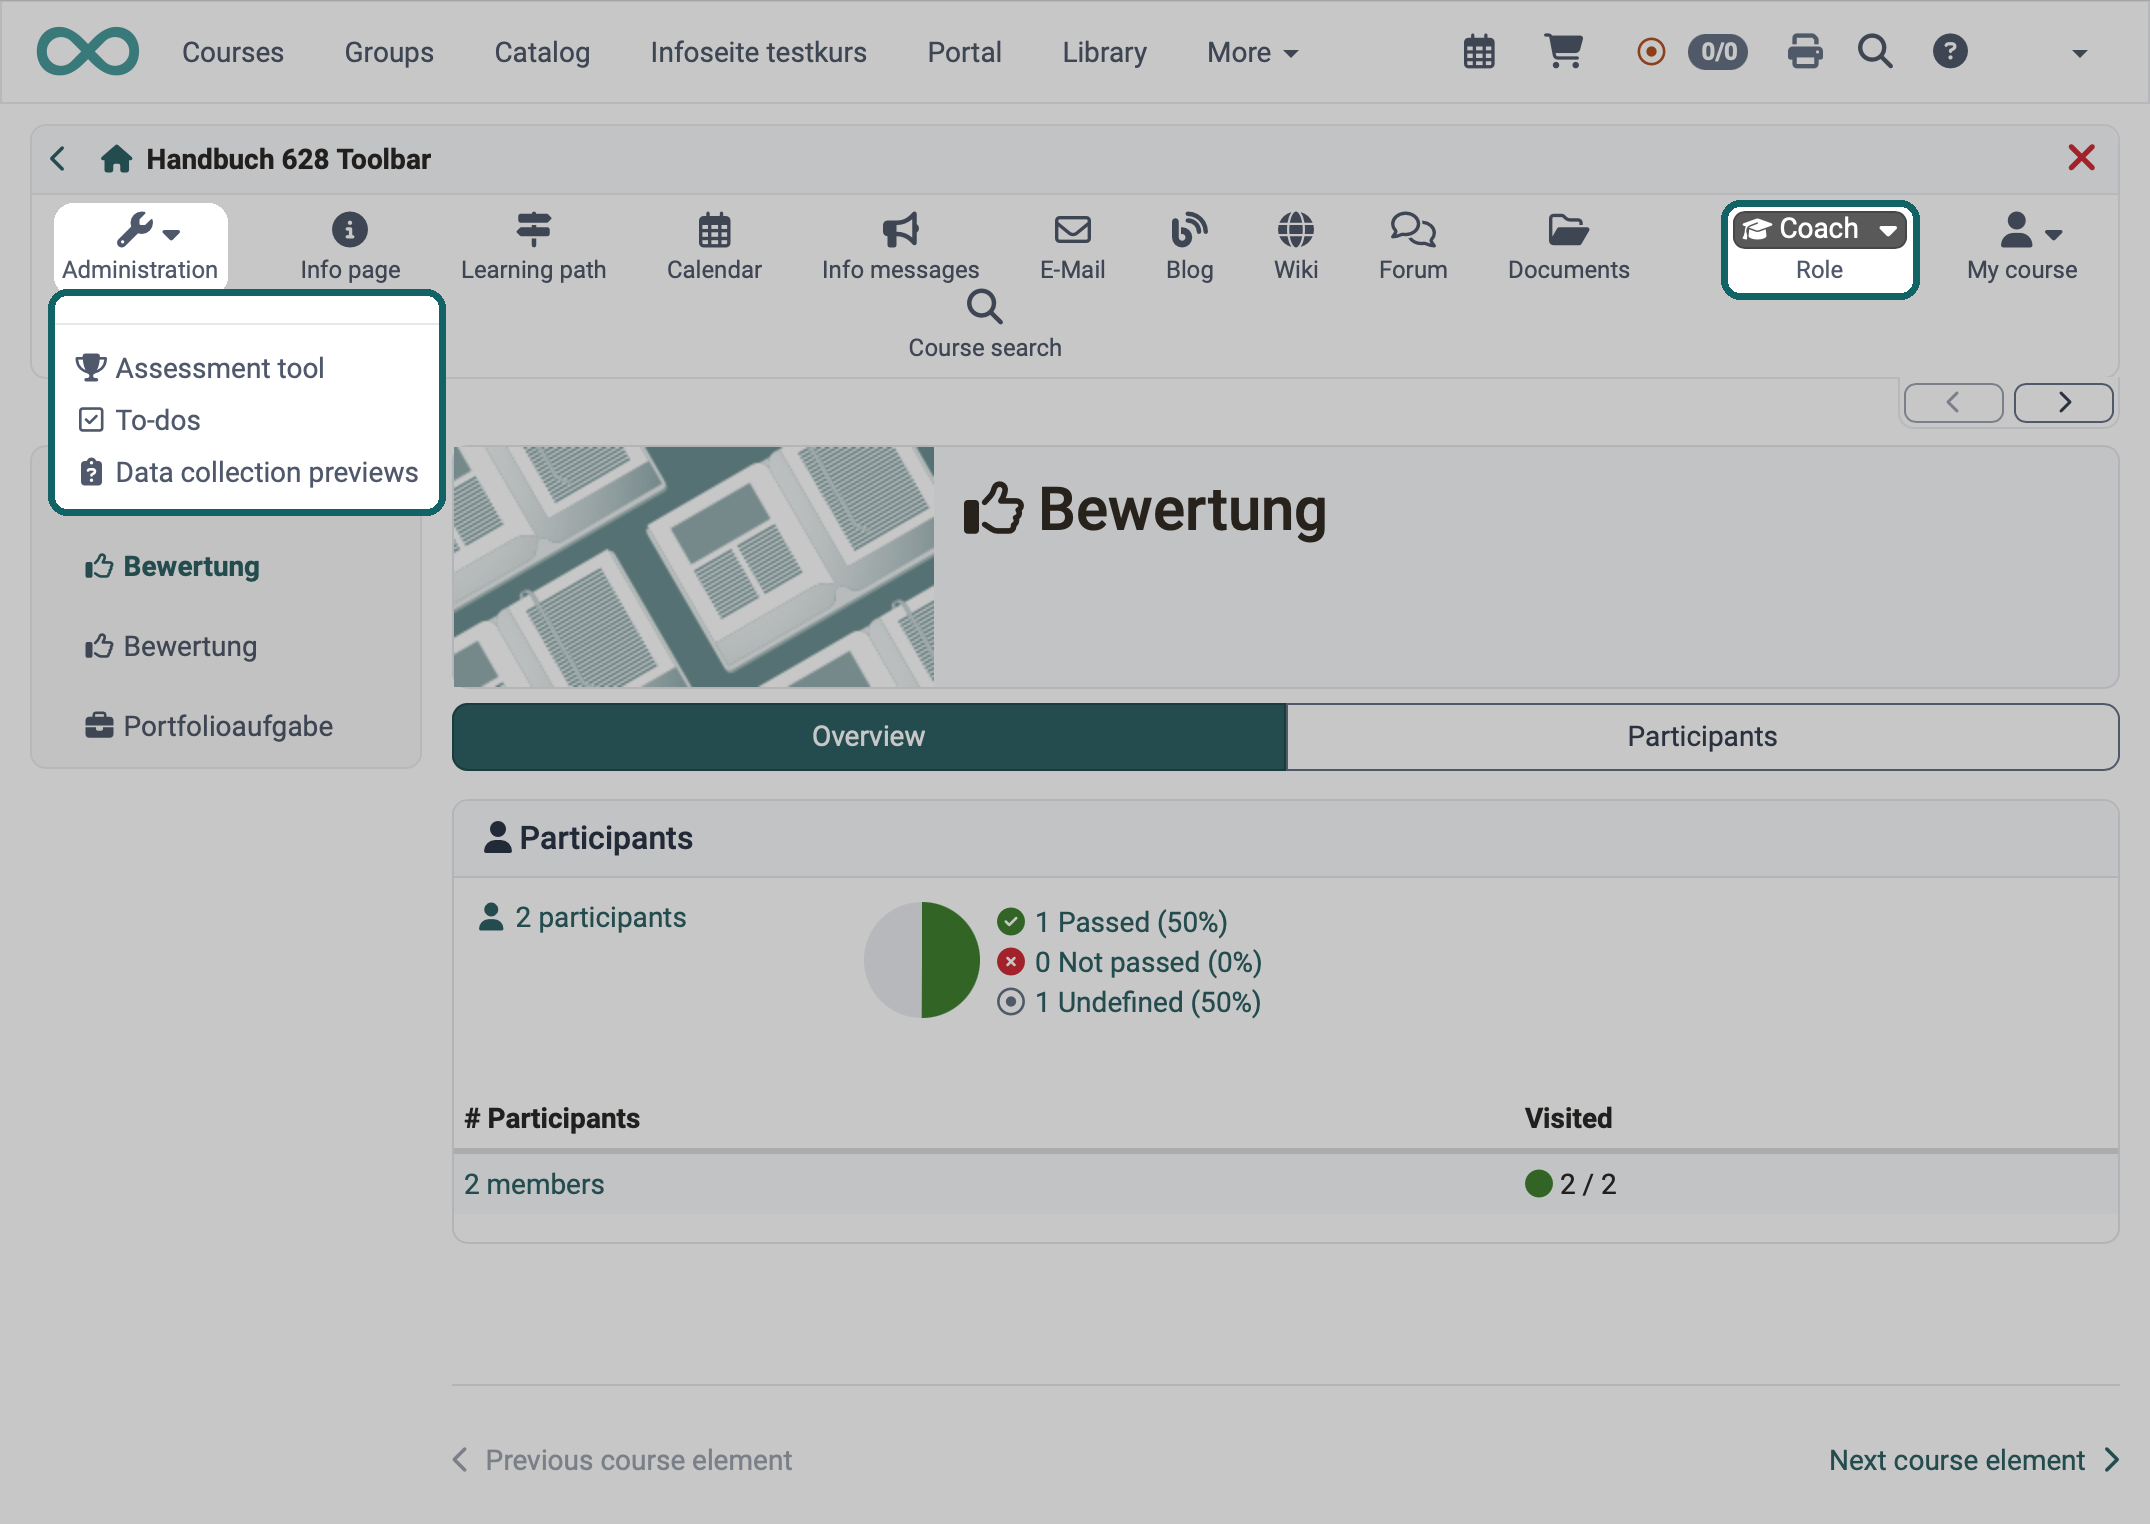 Courses Groups Catalog Infoseite testkurs Portal Library More 0/0
Handbuch 628 Toolbar
Administration Info page Learning path Calendar Info messages E-Mail Blog Wiki Forum Documents Coach Role My course
Course search
Assessment tool
To-dos
Data collection previews
Bewertung
Bewertung
Bewertung
Portfolioaufgabe
Overview Participants
Participants
2 participants
1 Passed (50%)
0 Not passed (0%)
1 Undefined (50%)
# Participants Visited
2 members 2 / 2
Previous course element Next course element